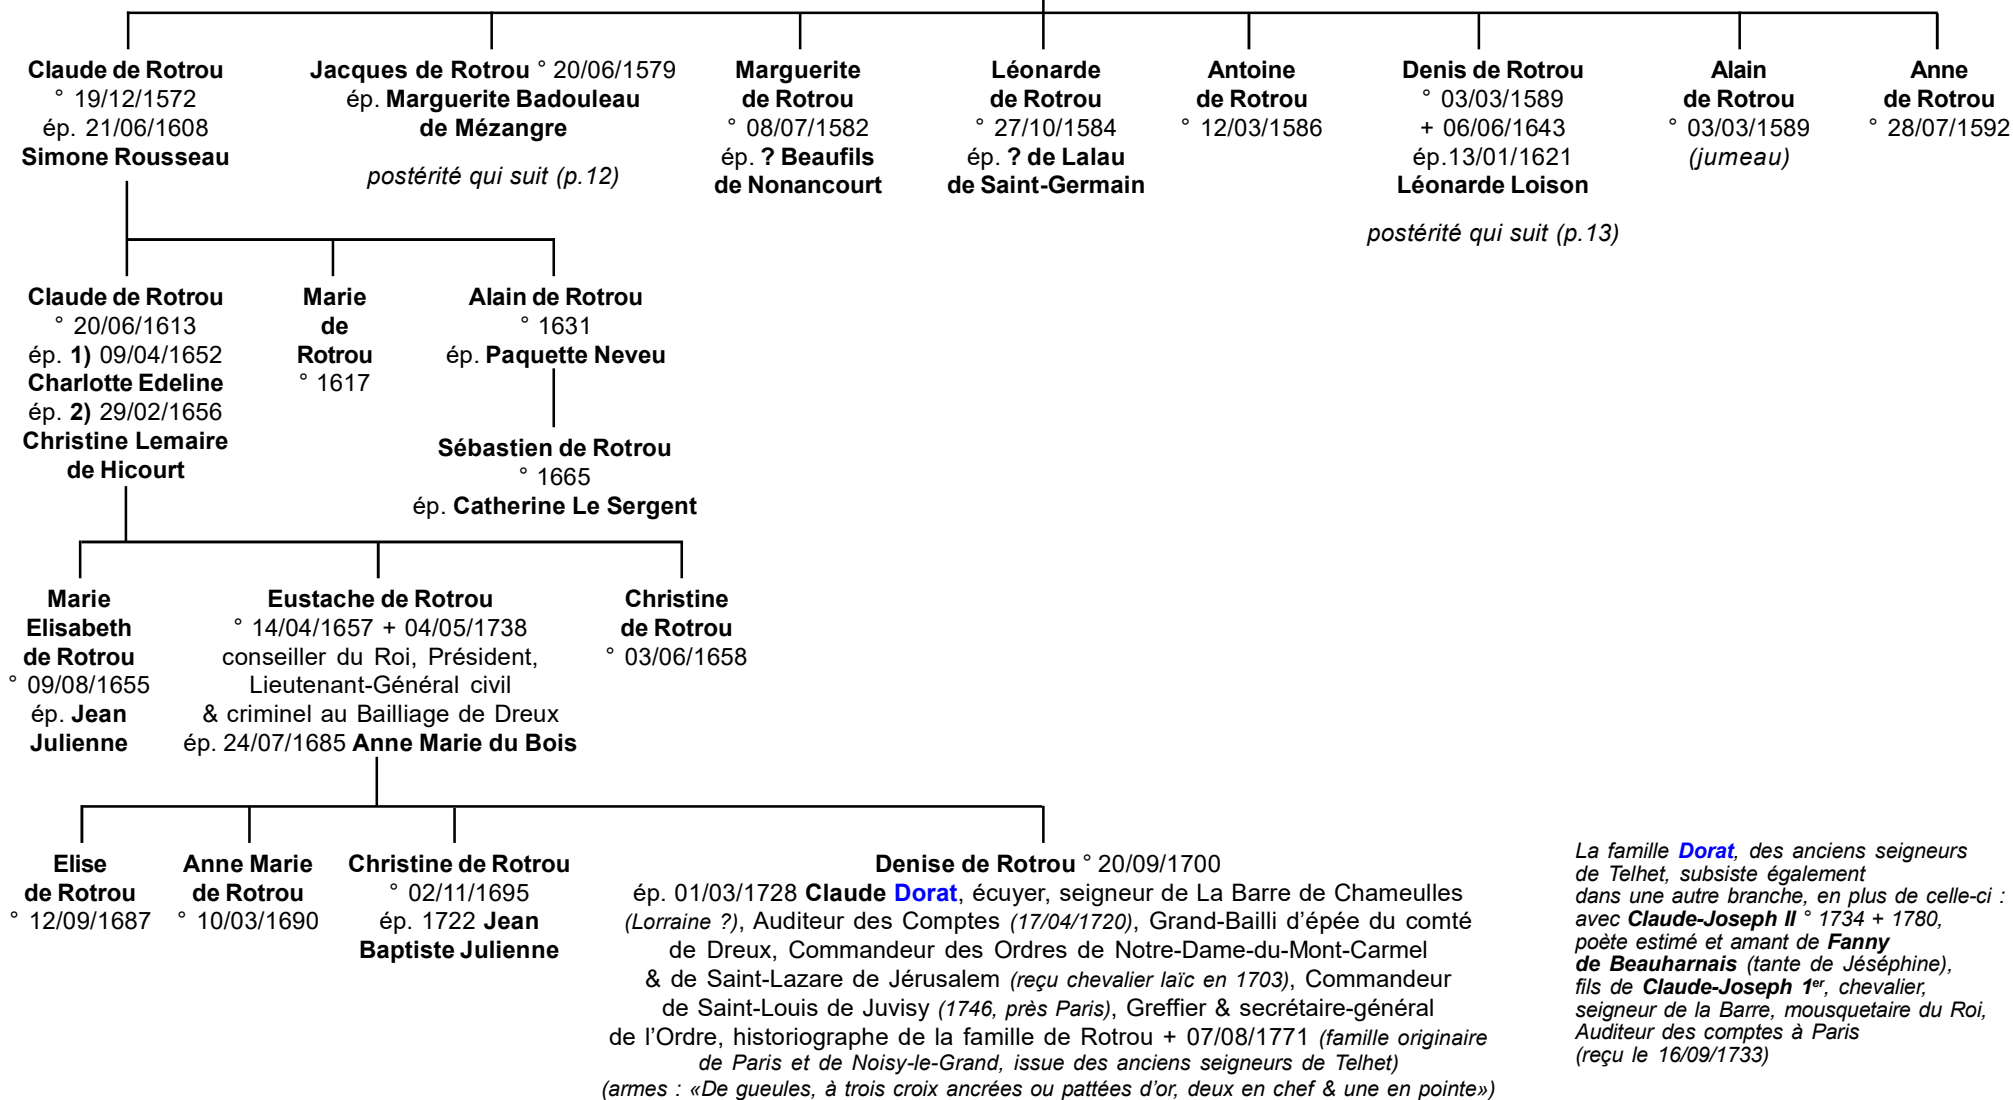 Claude de Rotrou
° 19/12/1572
ép. 21/06/1608
Simone Rousseau
Jacques de Rotrou ° 20/06/1579
ép. Marguerite Badouleau
de Mézangre
postérité qui suit (p.12)
Marguerite
de Rotrou
° 08/07/1582
ép. ? Beaufils
de Nonancourt
Léonarde
de Rotrou
° 27/10/1584
ép. ? de Lalau
de Saint-Germain
Antoine
de Rotrou
° 12/03/1586
Denis de Rotrou
° 03/03/1589
+ 06/06/1643
ép.13/01/1621
Léonarde Loison
postérité qui suit (p.13)
Alain
de Rotrou
° 03/03/1589
(jumeau)
Anne
de Rotrou
° 28/07/1592
Claude de Rotrou
° 20/06/1613
ép. 1) 09/04/1652
Charlotte Edeline
ép. 2) 29/02/1656
Christine Lemaire
de Hicourt
Marie
de
Rotrou
° 1617
Alain de Rotrou
° 1631
ép. Paquette Neveu
Sébastien de Rotrou
° 1665
ép. Catherine Le Sergent
Marie
Elisabeth
de Rotrou
° 09/08/1655
ép. Jean
Julienne
Eustache de Rotrou
° 14/04/1657 + 04/05/1738
conseiller du Roi, Président,
Lieutenant-Général civil
& criminel au Bailliage de Dreux
ép. 24/07/1685 Anne Marie du Bois
Christine
de Rotrou
° 03/06/1658
Elise
de Rotrou
° 12/09/1687
Anne Marie
de Rotrou
° 10/03/1690
Christine de Rotrou
° 02/11/1695
ép. 1722 Jean
Baptiste Julienne
Denise de Rotrou ° 20/09/1700
ép. 01/03/1728 Claude Dorat, écuyer, seigneur de La Barre de Chameulles
(Lorraine ?), Auditeur des Comptes (17/04/1720), Grand-Bailli d'épée du comté
de Dreux, Commandeur des Ordres de Notre-Dame-du-Mont-Carmel
& de Saint-Lazare de Jérusalem (reçu chevalier laïc en 1703), Commandeur
de Saint-Louis de Juvisy (1746, près Paris), Greffier & secrétaire-général
de l'Ordre, historiographe de la famille de Rotrou + 07/08/1771 (famille originaire
de Paris et de Noisy-le-Grand, issue des anciens seigneurs de Telhet)
(armes : «De gueules, à trois croix ancrées ou pattées d'or, deux en chef & une en pointe»)
La famille Dorat, des anciens seigneurs
de Telhet, subsiste également
dans une autre branche, en plus de celle-ci :
avec Claude-Joseph II ° 1734 + 1780,
poète estimé et amant de Fanny
de Beauharnais (tante de Jéséphine),
fils de Claude-Joseph 1er, chevalier,
seigneur de la Barre, mousquetaire du Roi,
Auditeur des comptes à Paris
(reçu le 16/09/1733)